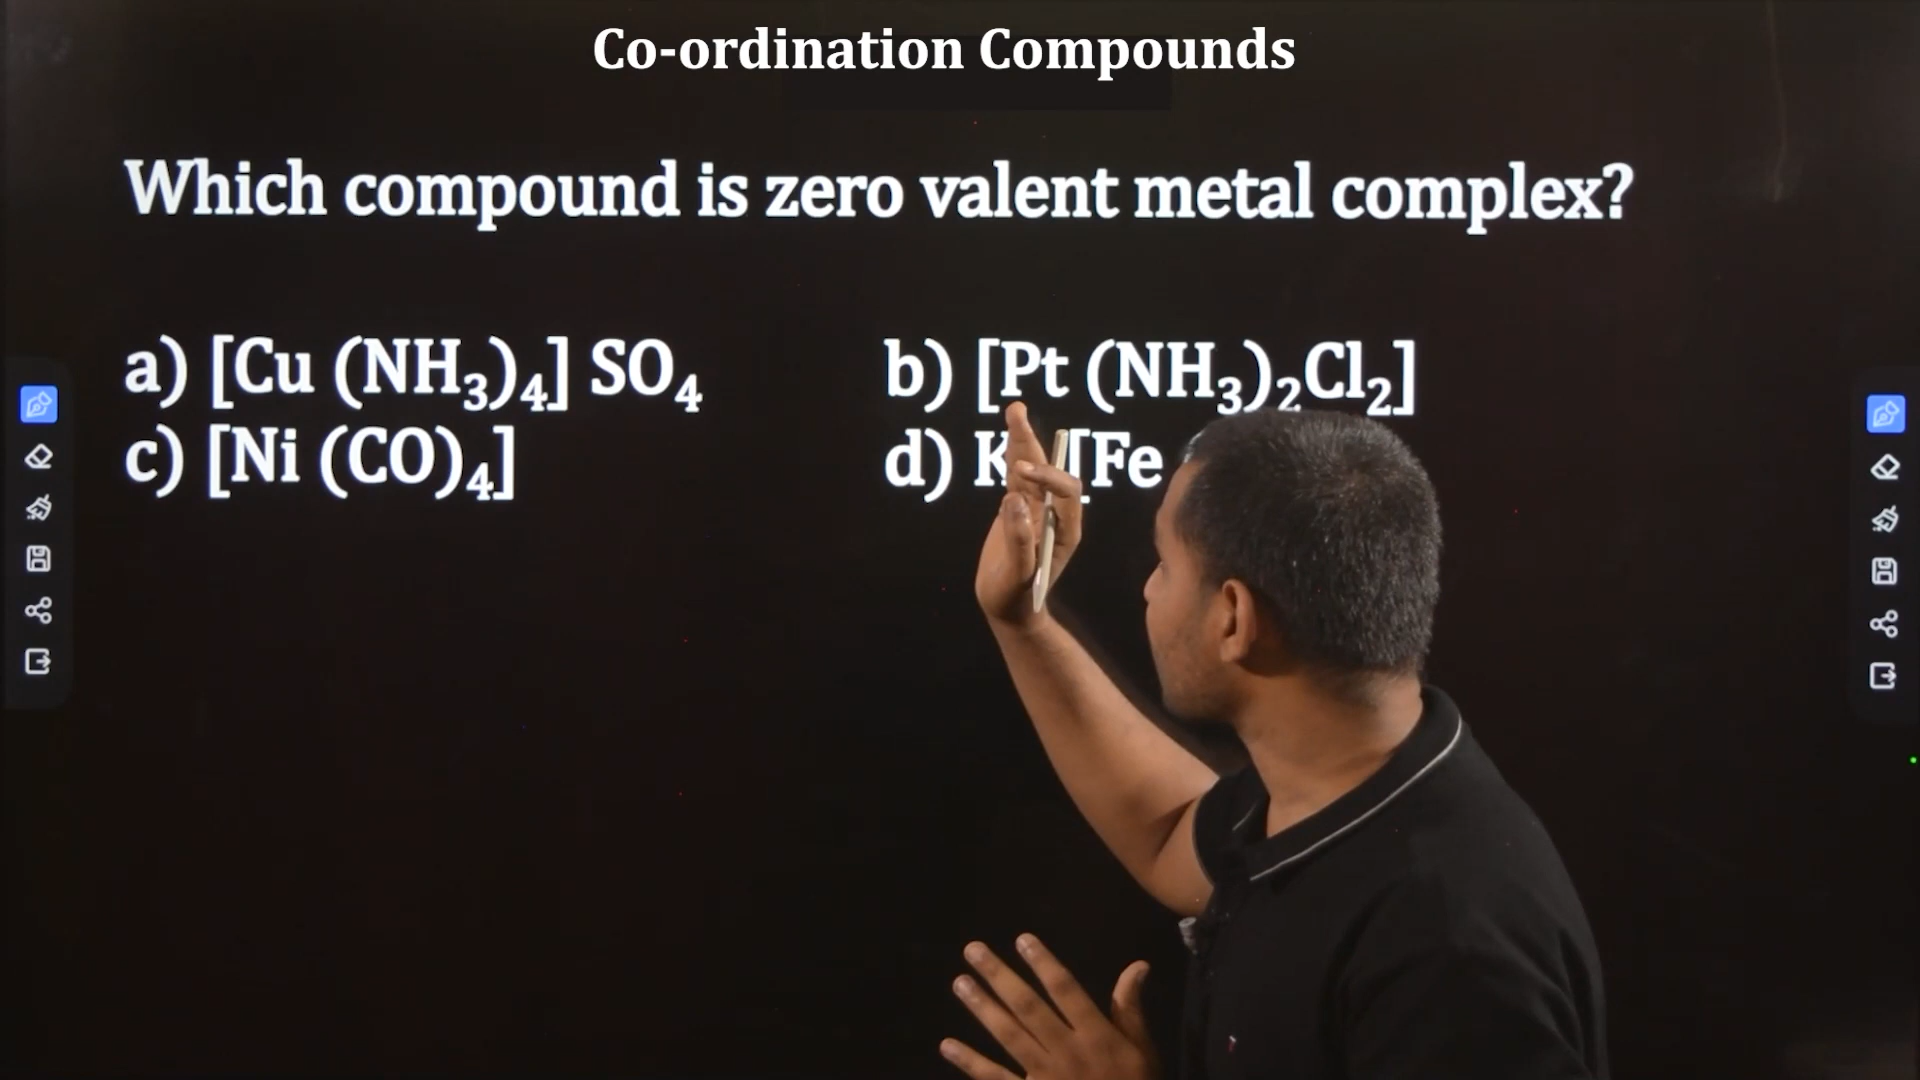 Co-ordination Compounds
Which compound is zero valent metal complex?
a) [Cu (NH₃)₄] SO₄
b) [Pt (NH₃)₂Cl₂]
c) [Ni (CO)₄]
d) K [Fe